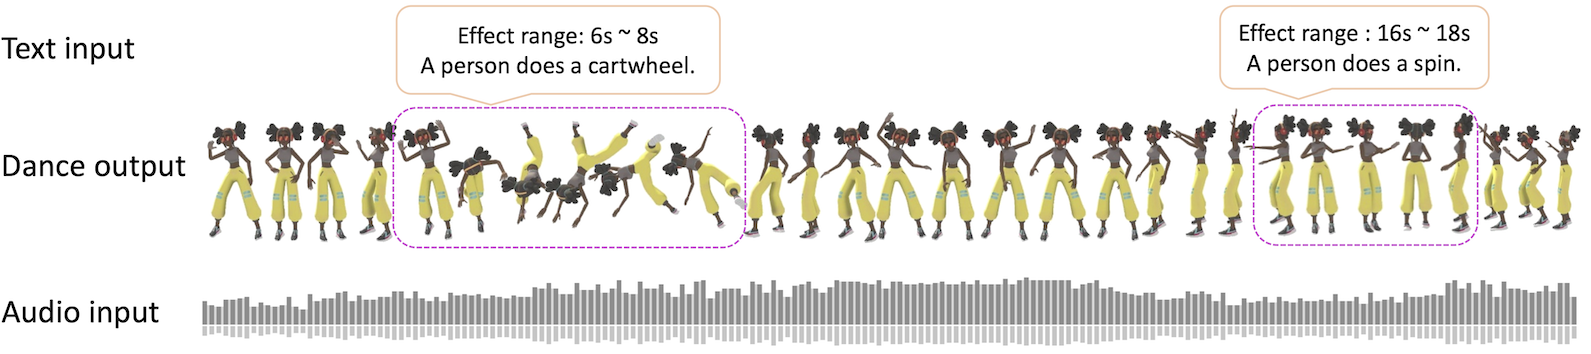 Text input
Effect range: 6s ~ 8s
A person does a cartwheel.
Effect range : 16s ~ 18s
A person does a spin.
Dance output
Audio input